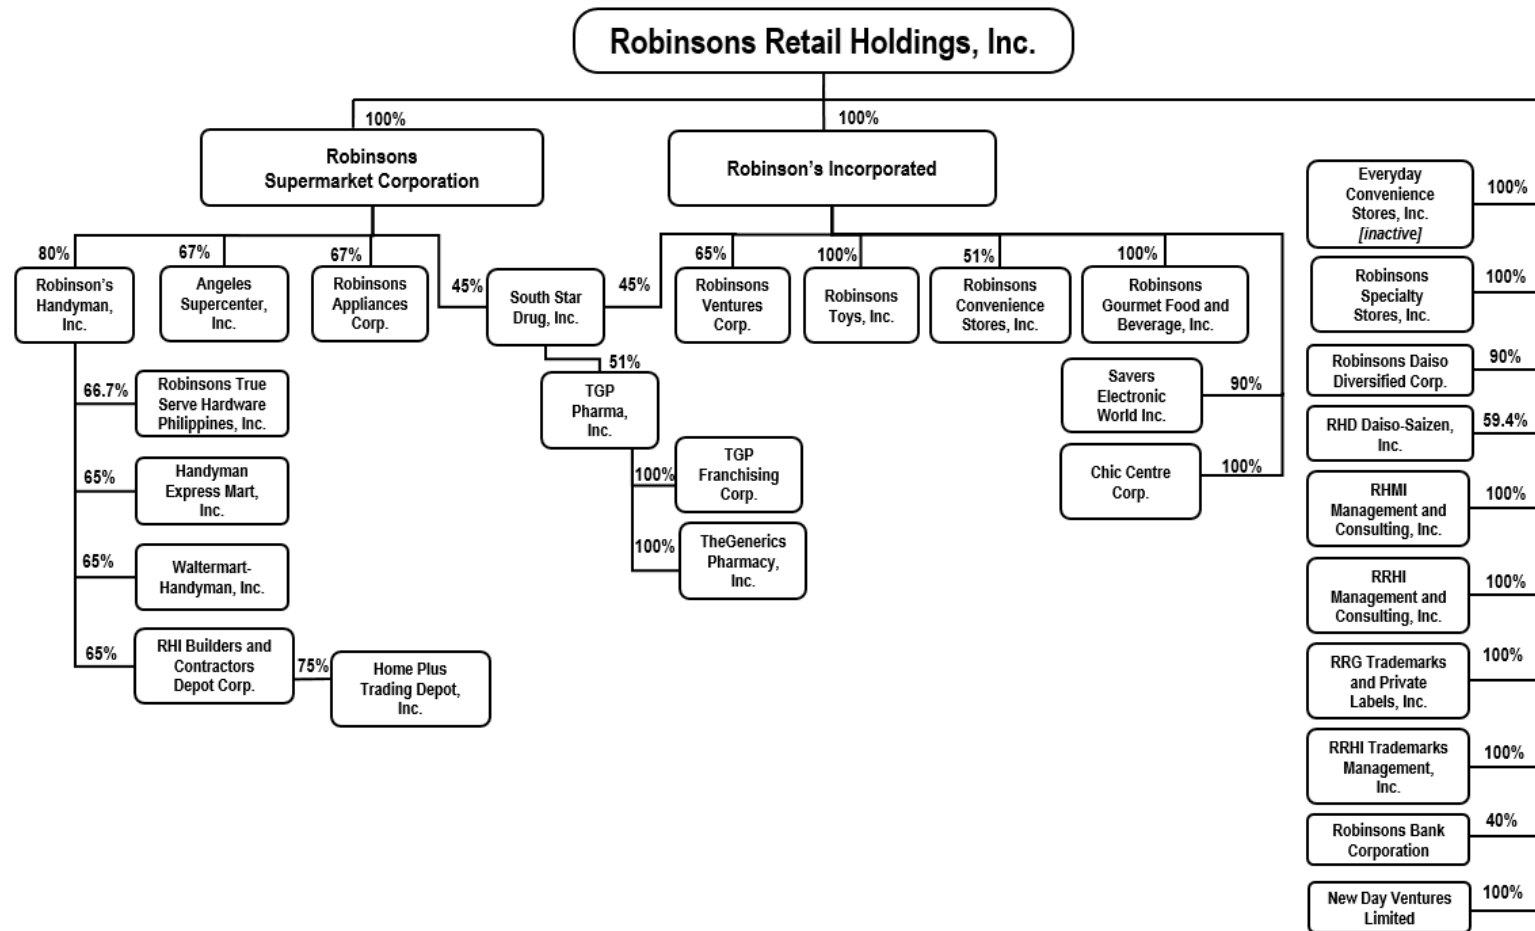 Robinsons Retail Holdings, Inc.
100%
100%
Robinsons
Supermarket Corporation
Robinson's Incorporated
80%
67%
67%
45%
45%
65%
100%
51%
100%
Robinson's
Handyman,
Inc.
Angeles
Supercenter,
Inc.
Robinsons
Appliances
Corp.
South Star
Drug, Inc.
Robinsons
Ventures
Corp.
Robinsons
Toys, Inc.
Robinsons
Convenience
Stores, Inc.
Robinsons
Gourmet Food and
Beverage, Inc.
66.7%
Robinsons True
Serve Hardware
Philippines, Inc.
65%
Handyman
Express Mart,
Inc.
65%
Waltermart-
Handyman, Inc.
65%
RHI Builders and
Contractors
Depot Corp.
75%
Home Plus
Trading Depot,
Inc.
51%
TGP
Pharma,
Inc.
100%
TGP
Franchising
Corp.
100%
TheGenerics
Pharmacy,
Inc.
Savers
Electronic
World Inc.
90%
Chic Centre
Corp.
100%
Everyday
Convenience
Stores, Inc.
[inactive]
100%
Robinsons
Specialty
Stores, Inc.
100%
Robinsons Daiso
Diversified Corp.
90%
RHD Daiso-Saizen,
Inc.
59.4%
RHMI
Management and
Consulting, Inc.
100%
RRHI
Management and
Consulting, Inc.
100%
RRG Trademarks
and Private
Labels, Inc.
100%
RRHI Trademarks
Management,
Inc.
100%
Robinsons Bank
Corporation
40%
New Day Ventures
Limited
100%